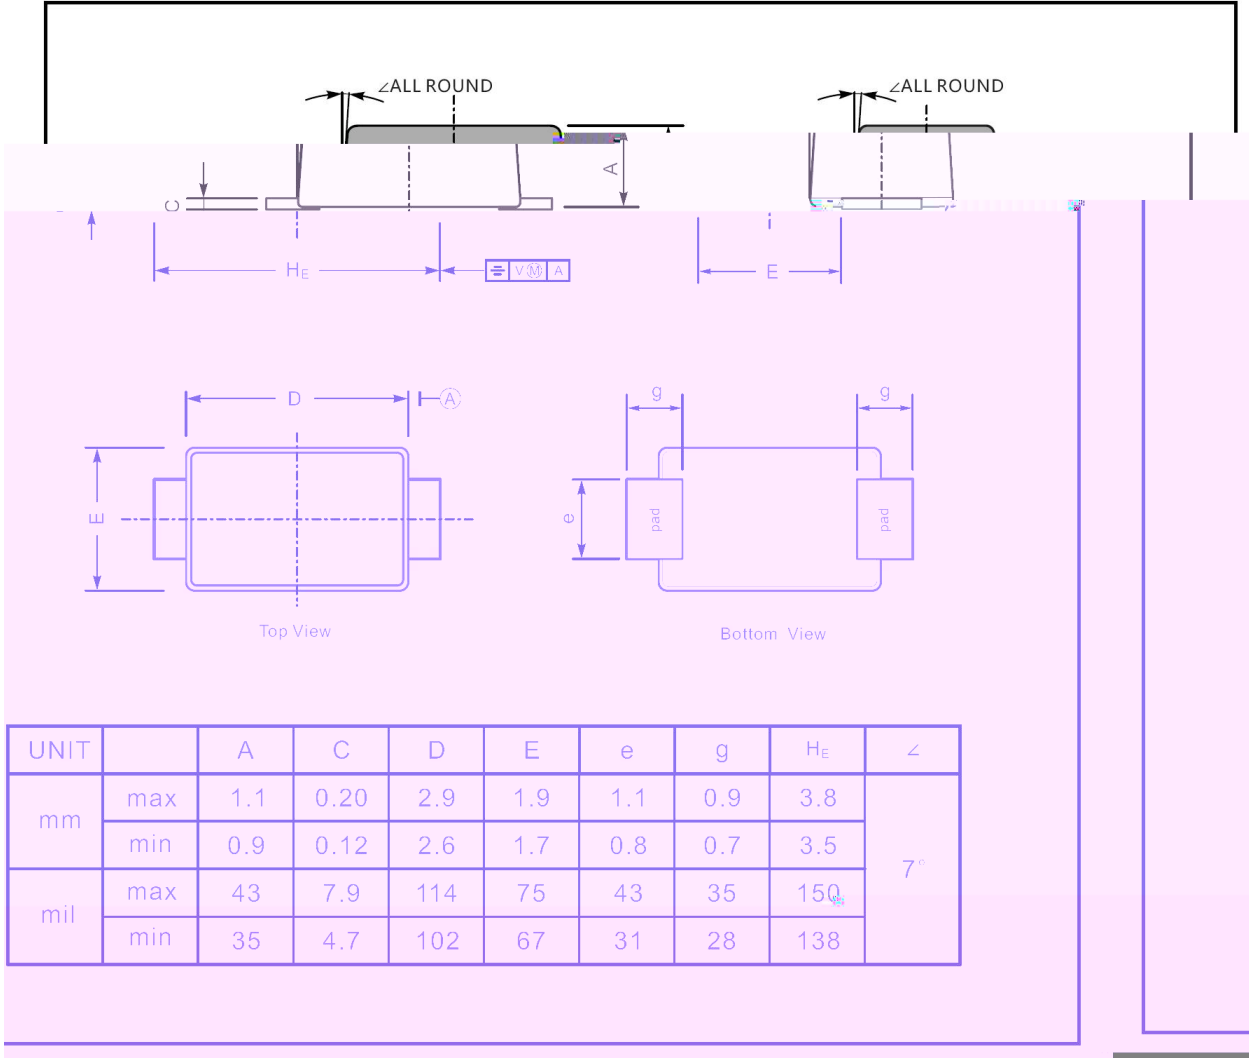 ∠ALL ROUND ∠ALL ROUND
A
C
HE V Ⓜ A E
D Ⓐ g g
E e pad pad
Top View Bottom View
UNIT A C D E e g HE ∠
mm max 1.1 0.20 2.9 1.9 1.1 0.9 3.8 7°
min 0.9 0.12 2.6 1.7 0.8 0.7 3.5
mil max 43 7.9 114 75 43 35 150
min 35 4.7 102 67 31 28 138